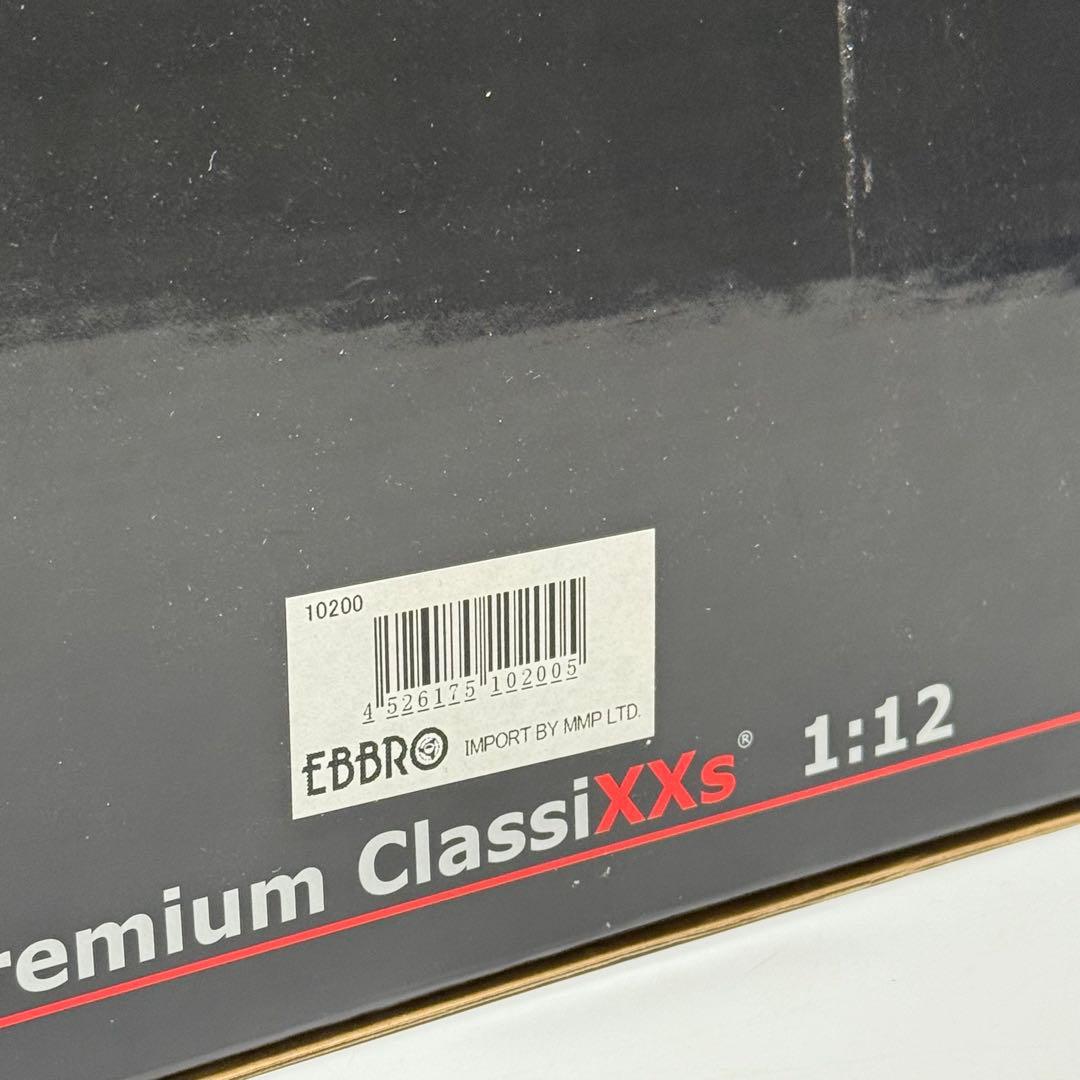 10200
4 526175 102005
EBBRO IMPORT BY MMP LTD.
remium ClassiXXs® 1:12